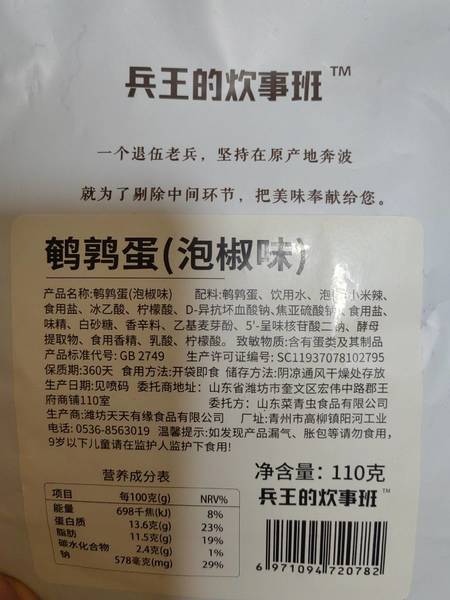 兵王的炊事班™
一个退伍老兵，坚持在原产地奔波
就为了剔除中间环节，把美味奉献给您。
鹌鹑蛋(泡椒味)
产品名称:鹌鹑蛋(泡椒味) 配料:鹌鹑蛋、饮用水、泡 小米辣、
食用盐、冰乙酸、柠檬酸、D-异抗坏血酸钠,焦亚硫酸钠 、食用盐、
味精、白砂糖、香辛料、乙基麦芽酚、5'-呈味核苷酸二钠、酵母
提取物、食用香精、乳酸、柠檬酸。 致敏物质:含有蛋类及其制品
产品标准代号:GB 2749 生产许可证编号:SC11937078102795
保质期:360天 食用方法:开袋即食 储存方法:阴凉通风干燥处存放
生产日期:见喷码 委托商地址:山东省潍坊市奎文区宏伟中路郡王
府商铺110室 委托方:山东菜青虫食品有限公司
生产商:潍坊天天有缘食品有限公司 厂址:青州市高柳镇阳河工业
电话:0536-8563019 温馨提示:如发现产品漏气、胀包等请勿食用,
9岁以下儿童请在监护人监护下食用!
营养成分表
项目 每100克(g) NRV%
能量 698千焦(kJ) 8%
蛋白质 13.6克(g) 23%
脂肪 11.5克(g) 19%
碳水化合物 2.4克(g) 1%
钠 578毫克(mg) 29%
净含量: 110克
兵王的炊事班™
6 971094 720782